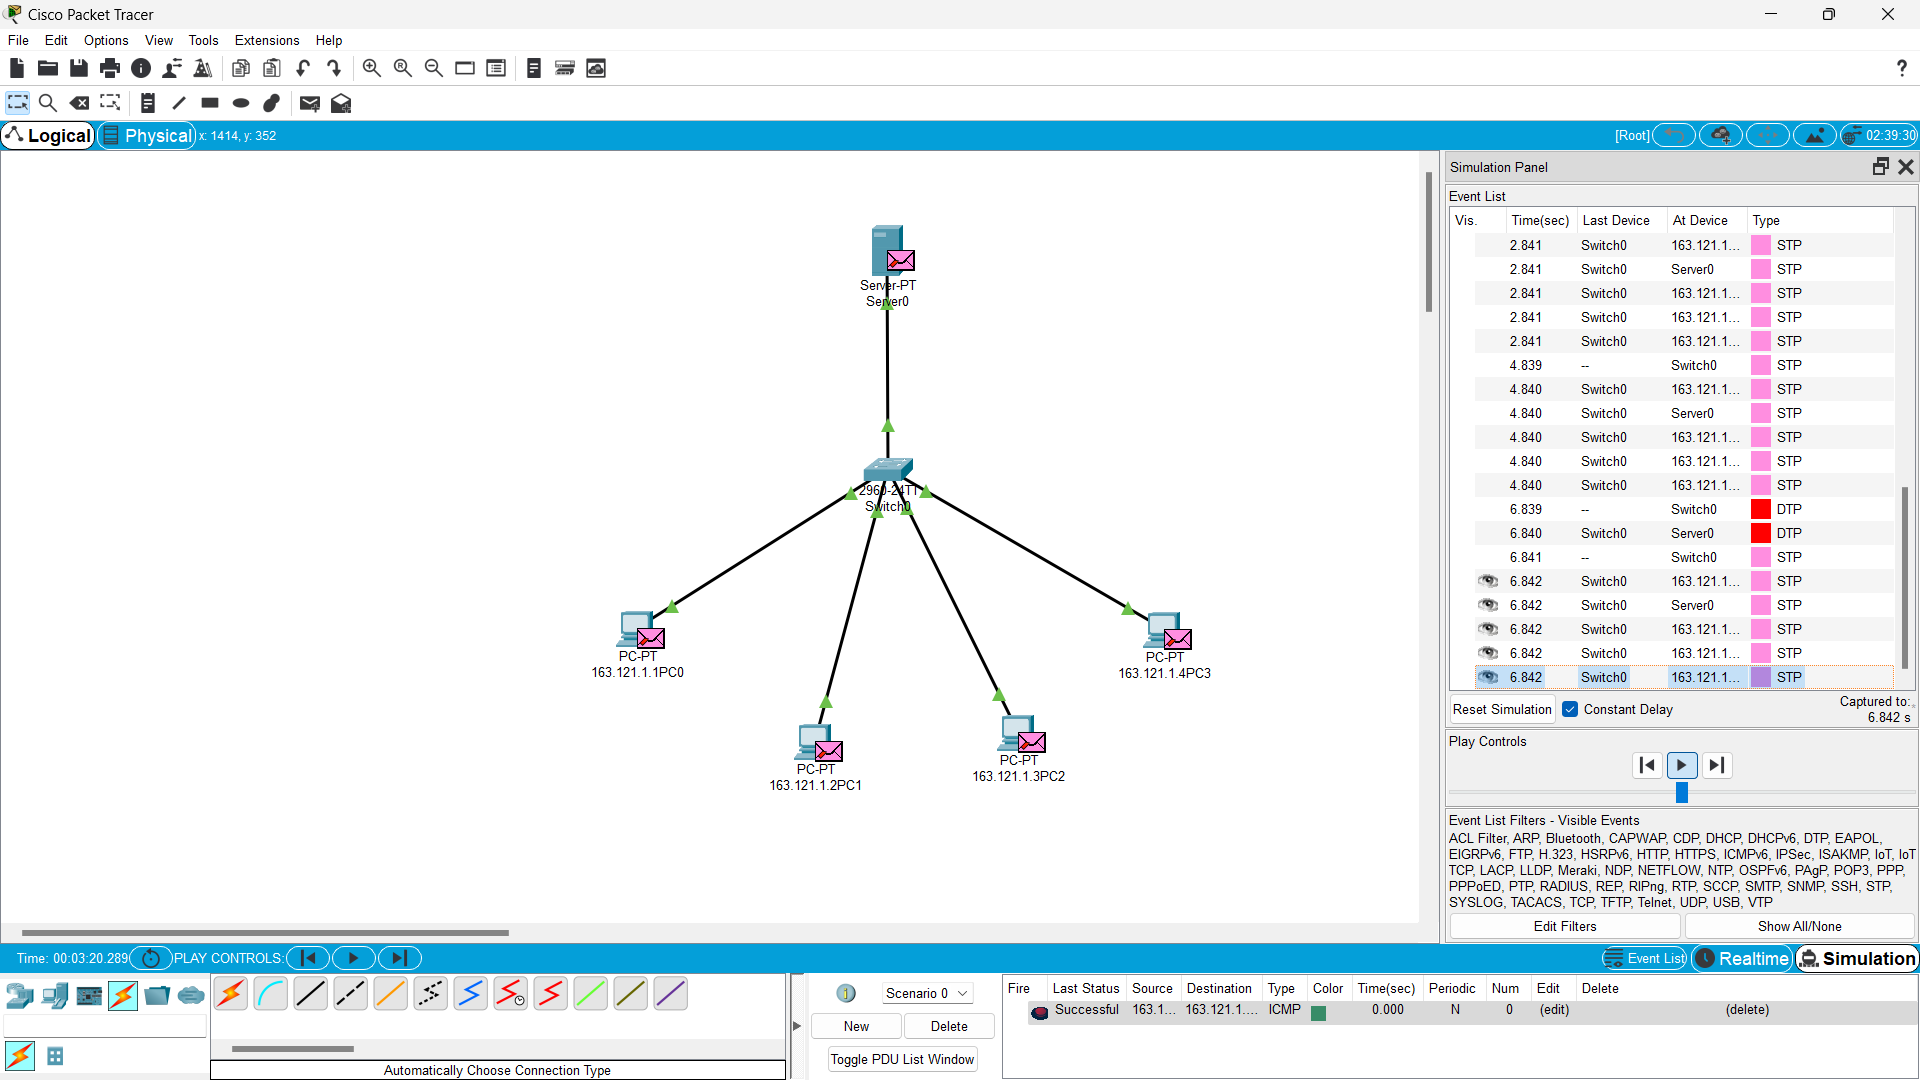 Cisco Packet Tracer
File Edit Options View Tools Extensions Help
?
Logical Physical x: 1414, y: 352 [Root] 02:39:30
Simulation Panel
Event List
Vis. Time(sec) Last Device At Device Type
2.841 Switch0 163.121.1... STP
2.841 Switch0 Server0 STP
2.841 Switch0 163.121.1... STP
2.841 Switch0 163.121.1... STP
2.841 Switch0 163.121.1... STP
4.839 -- Switch0 STP
4.840 Switch0 163.121.1... STP
4.840 Switch0 Server0 STP
4.840 Switch0 163.121.1... STP
4.840 Switch0 163.121.1... STP
4.840 Switch0 163.121.1... STP
6.839 -- Switch0 DTP
6.840 Switch0 Server0 DTP
6.841 -- Switch0 STP
6.842 Switch0 163.121.1... STP
6.842 Switch0 Server0 STP
6.842 Switch0 163.121.1... STP
6.842 Switch0 163.121.1... STP
6.842 Switch0 163.121.1... STP
Reset Simulation Constant Delay Captured to:
6.842 s
Play Controls
Event List Filters - Visible Events
ACL Filter, ARP, Bluetooth, CAPWAP, CDP, DHCP, DHCPv6, DTP, EAPOL,
EIGRPv6, FTP, H.323, HSRPv6, HTTP, HTTPS, ICMPv6, IPSec, ISAKMP, IoT, IoT
TCP, LACP, LLDP, Meraki, NDP, NETFLOW, NTP, OSPFv6, PAgP, POP3, PPP,
PPPoED, PTP, RADIUS, REP, RIPng, RTP, SCCP, SMTP, SNMP, SSH, STP,
SYSLOG, TACACS, TCP, TFTP, Telnet, UDP, USB, VTP
Edit Filters Show All/None
Server-PT
Server0
2960-24TT
Switch0
PC-PT
163.121.1.1PC0
PC-PT
163.121.1.2PC1
PC-PT
163.121.1.3PC2
PC-PT
163.121.1.4PC3
Time: 00:03:20.289 PLAY CONTROLS: Event List Realtime Simulation
Scenario 0
New Delete
Toggle PDU List Window
Automatically Choose Connection Type
Fire Last Status Source Destination Type Color Time(sec) Periodic Num Edit Delete
Successful 163.1... 163.121.1.... ICMP 0.000 N 0 (edit) (delete)